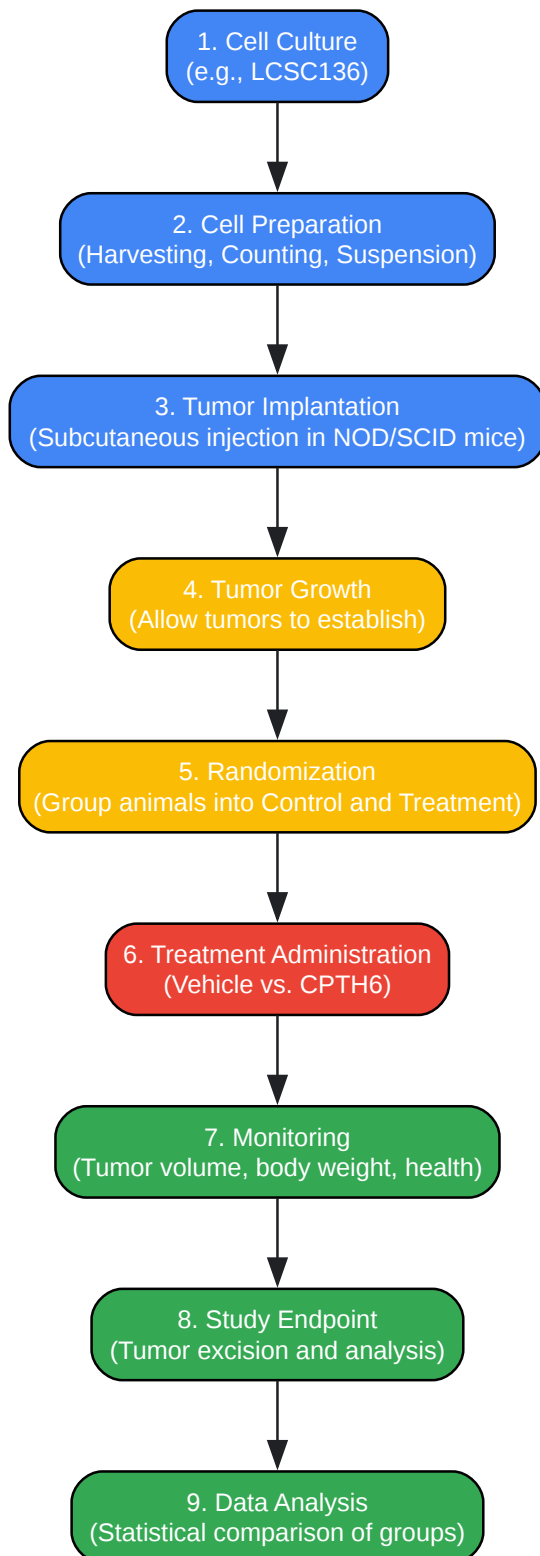 1. Cell Culture
(e.g., LCSC136)
2. Cell Preparation
(Harvesting, Counting, Suspension)
3. Tumor Implantation
(Subcutaneous injection in NOD/SCID mice)
4. Tumor Growth
(Allow tumors to establish)
5. Randomization
(Group animals into Control and Treatment)
6. Treatment Administration
(Vehicle vs. CPTH6)
7. Monitoring
(Tumor volume, body weight, health)
8. Study Endpoint
(Tumor excision and analysis)
9. Data Analysis
(Statistical comparison of groups)